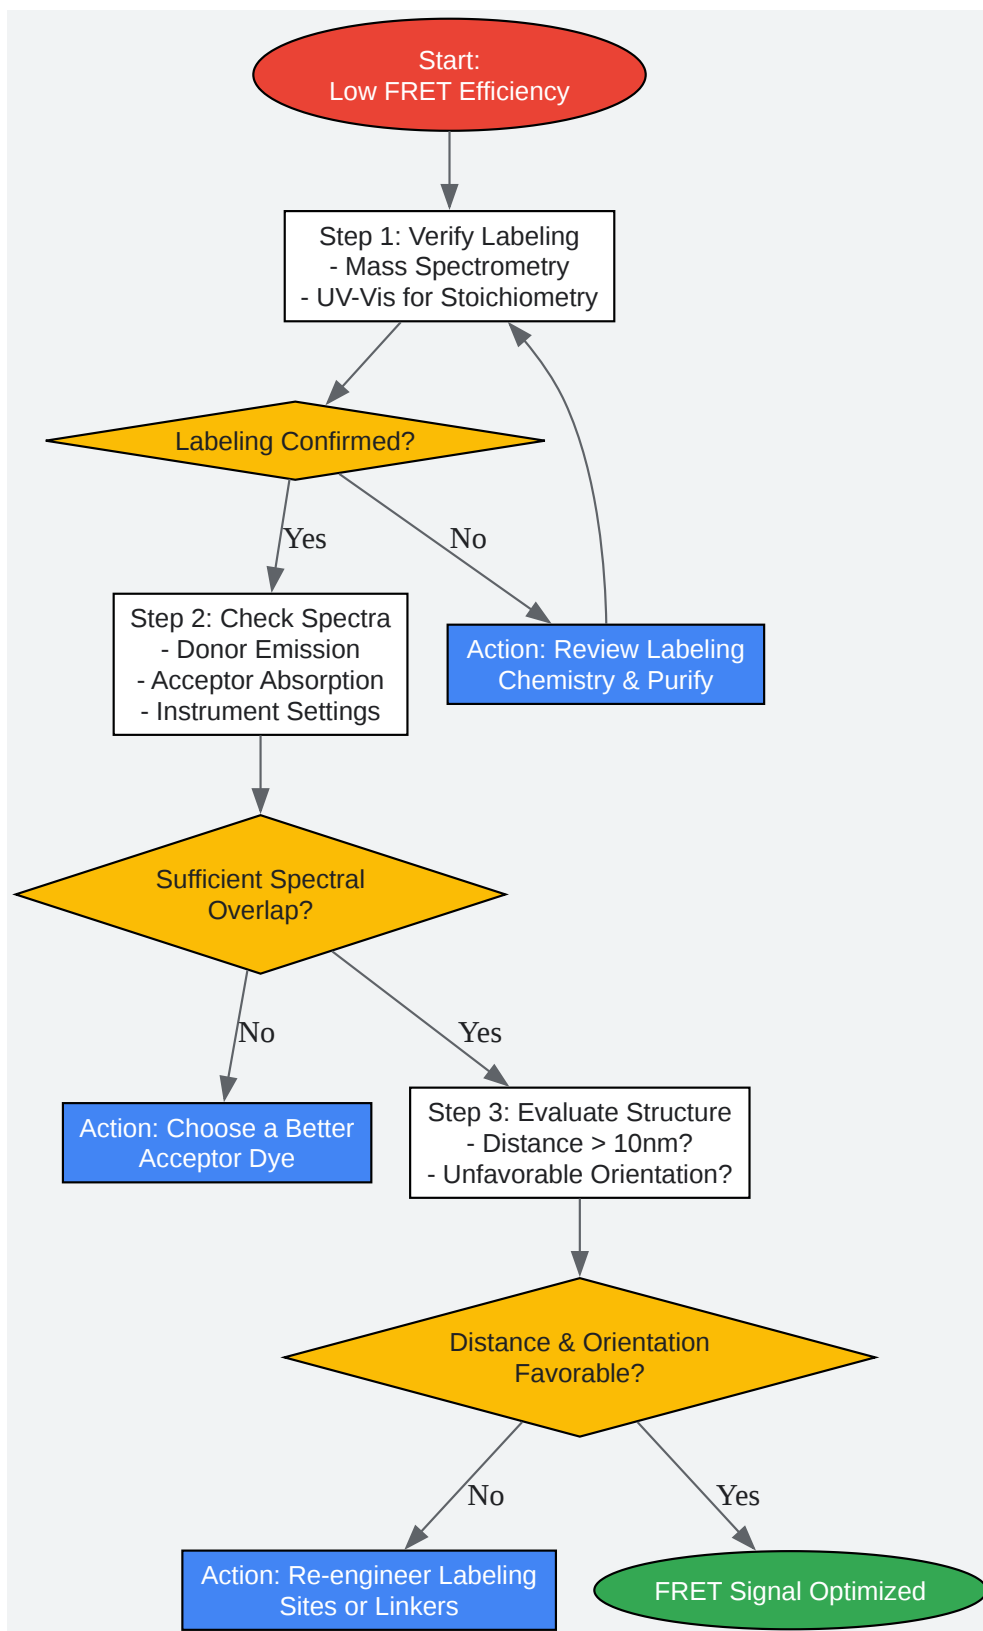 Start:
Low FRET Efficiency
Step 1: Verify Labeling
- Mass Spectrometry
- UV-Vis for Stoichiometry
Labeling Confirmed?
Yes
No
Step 2: Check Spectra
- Donor Emission
- Acceptor Absorption
- Instrument Settings
Action: Review Labeling
Chemistry & Purify
Sufficient Spectral
Overlap?
No
Yes
Action: Choose a Better
Acceptor Dye
Step 3: Evaluate Structure
- Distance > 10nm?
- Unfavorable Orientation?
Distance & Orientation
Favorable?
No
Yes
Action: Re-engineer Labeling
Sites or Linkers
FRET Signal Optimized